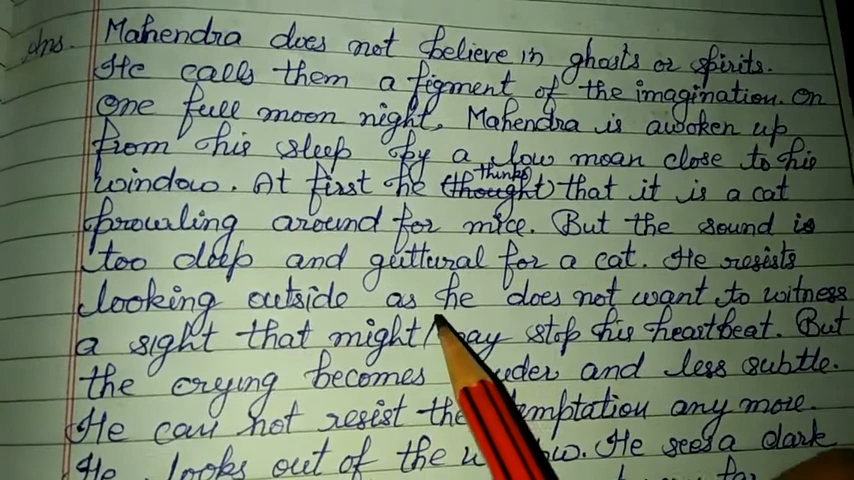 Ans. Mahendra does not believe in ghosts or spirits.
He calls them a figment of the imagination. On
one full moon night, Mahendra is awoken up
from his sleep by a low moan close to his
window. At first he (thought) thinks that it is a cat
prowling around for mice. But the sound is
too deep and guttural for a cat. He resists
looking outside as he does not want to witness
a sight that might / stop his heartbeat. But
the crying becomes and less subtle.
He can not resist the temptation any more.
He looks out of the He sees a dark